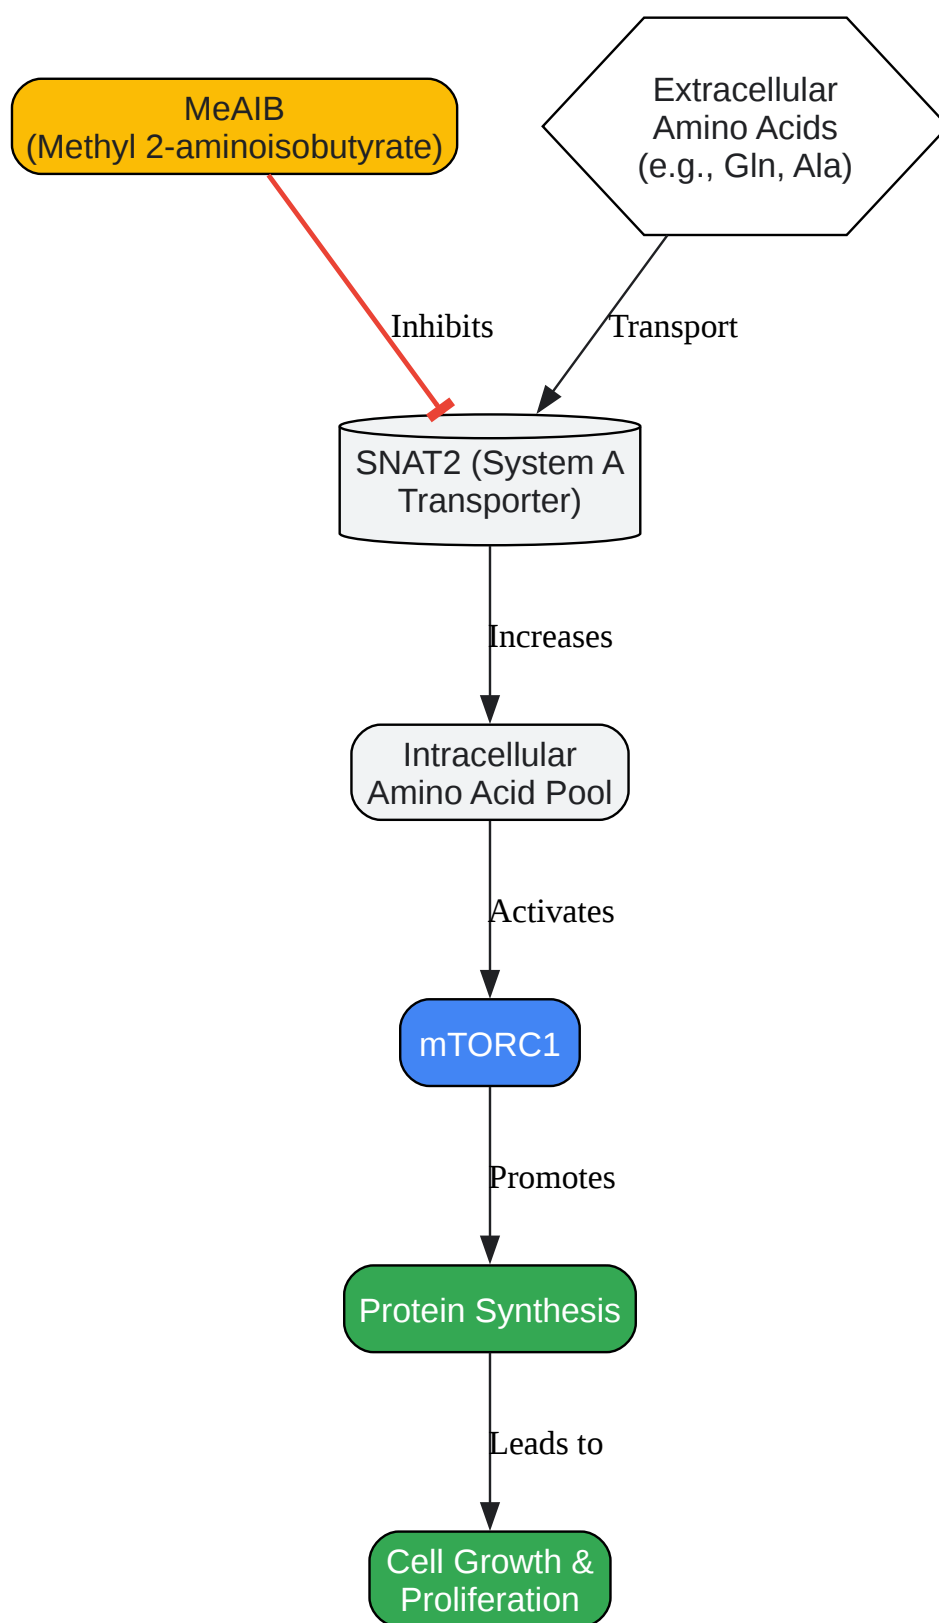 MeAIB
(Methyl 2-aminoisobutyrate)
Extracellular
Amino Acids
(e.g., Gln, Ala)
Inhibits
Transport
SNAT2 (System A
Transporter)
Increases
Intracellular
Amino Acid Pool
Activates
mTORC1
Promotes
Protein Synthesis
Leads to
Cell Growth &
Proliferation